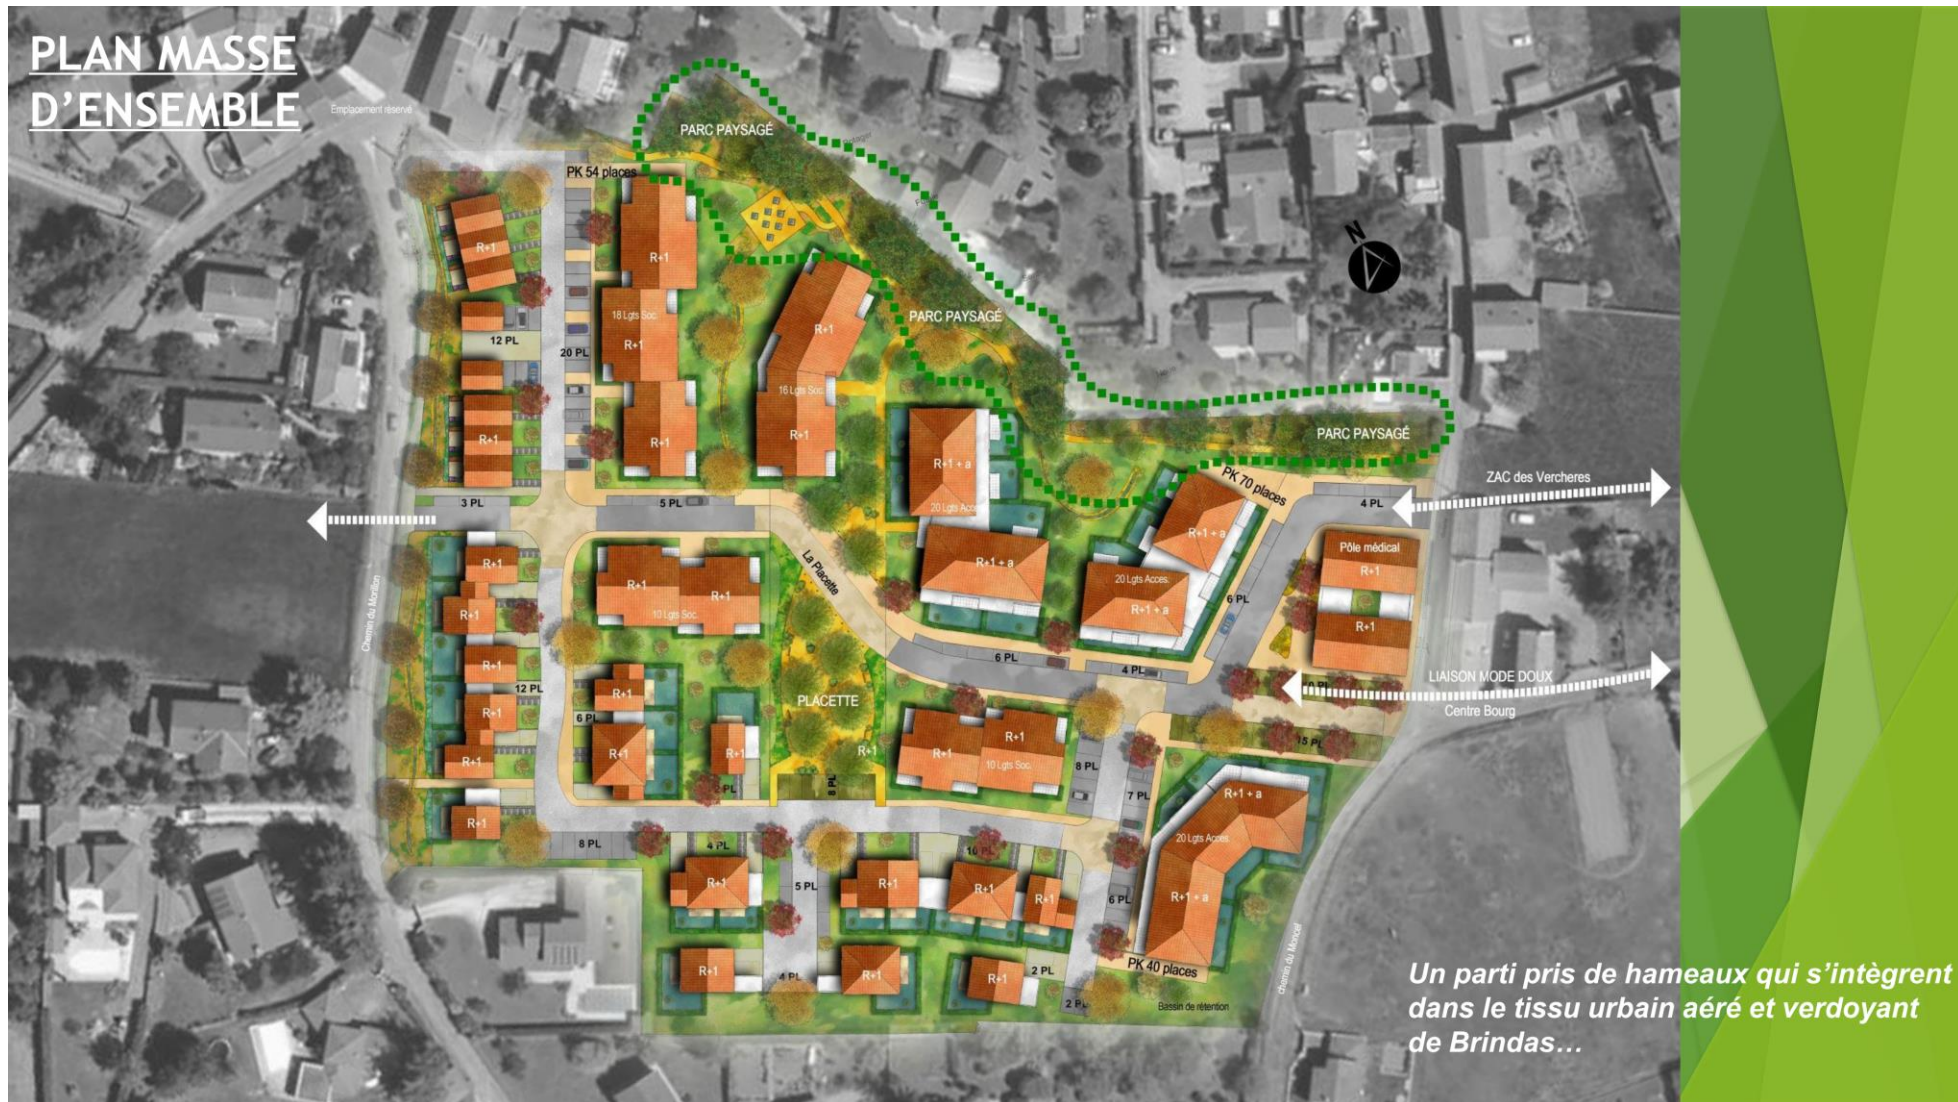 PLAN MASSE
D'ENSEMBLE
Emplacement réservé
PARC PAYSAGÉ
PK 54 places
N
R+1
R+1
18 Lgts Soc.
R+1
R+1
12 PL
20 PL
R+1
R+1
16 Lgts Soc.
R+1
R+1
PARC PAYSAGÉ
PARC PAYSAGÉ
R+1 + a
20 Lgts Acces.
R+1 + a
PK 70 places
ZAC des Vercheres
4 PL
3 PL
5 PL
La Placette
R+1 + a
20 Lgts Acces.
R+1 + a
6 PL
Pôle médical
R+1
R+1
Chemin du Morillon
R+1
R+1
R+1
R+1
R+1
R+1
12 PL
R+1
R+1
10 Lgts Soc.
6 PL
4 PL
LIAISON MODE DOUX
Centre Bourg
PLACETTE
R+1
6 PL
R+1
R+1
R+1
R+1
R+1
10 Lgts Soc.
15 PL
8 PL
7 PL
2 PL
8 PL
R+1 + a
20 Lgts Acces.
R+1 + a
8 PL
4 PL
5 PL
10 PL
6 PL
R+1
R+1
R+1
R+1
R+1
R+1
R+1
4 PL
2 PL
2 PL
PK 40 places
Bassin de rétention
chemin du Moncel
Un parti pris de hameaux qui s'intègrent
dans le tissu urbain aéré et verdoyant
de Brindas…